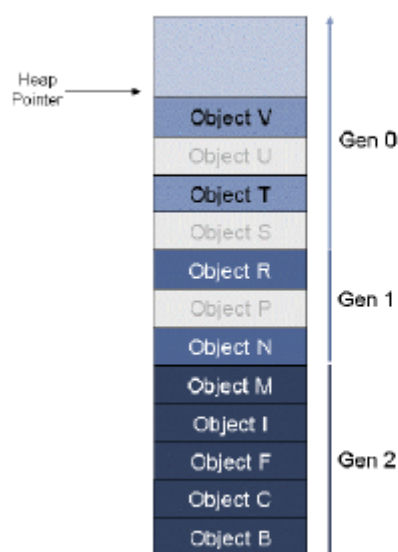 Heap
Pointer
Object V
Object U
Gen 0
Object T
Object S
Object R
Object P
Gen 1
Object N
Object M
Object I
Object F
Gen 2
Object C
Object B